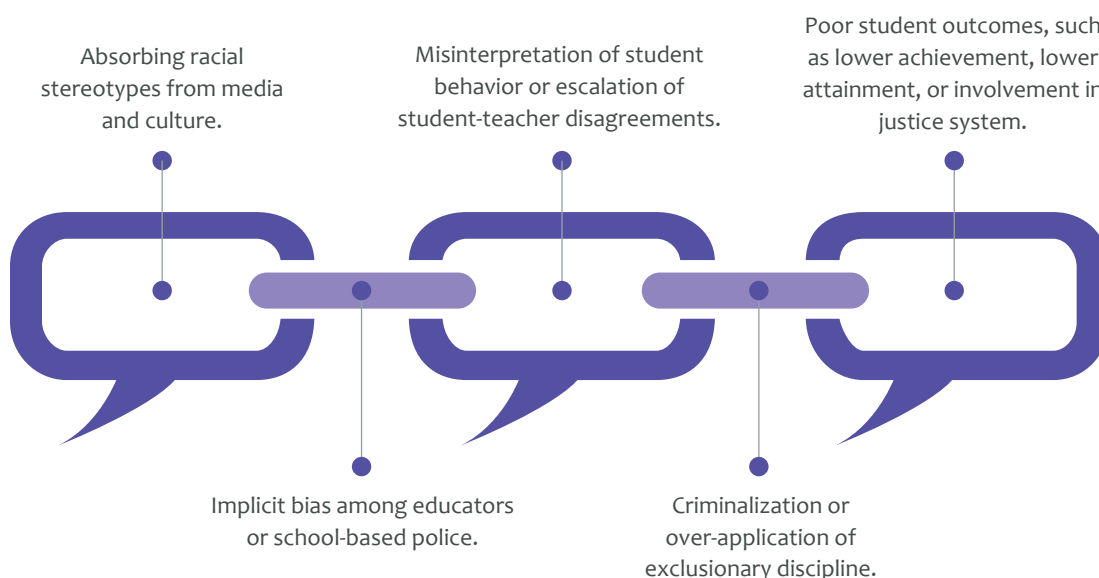 Absorbing racial
stereotypes from media
and culture.
Misinterpretation of student
behavior or escalation of
student-teacher disagreements.
Poor student outcomes, such
as lower achievement, lower
attainment, or involvement in
justice system.
Implicit bias among educators
or school-based police.
Criminalization or
over-application of
exclusionary discipline.